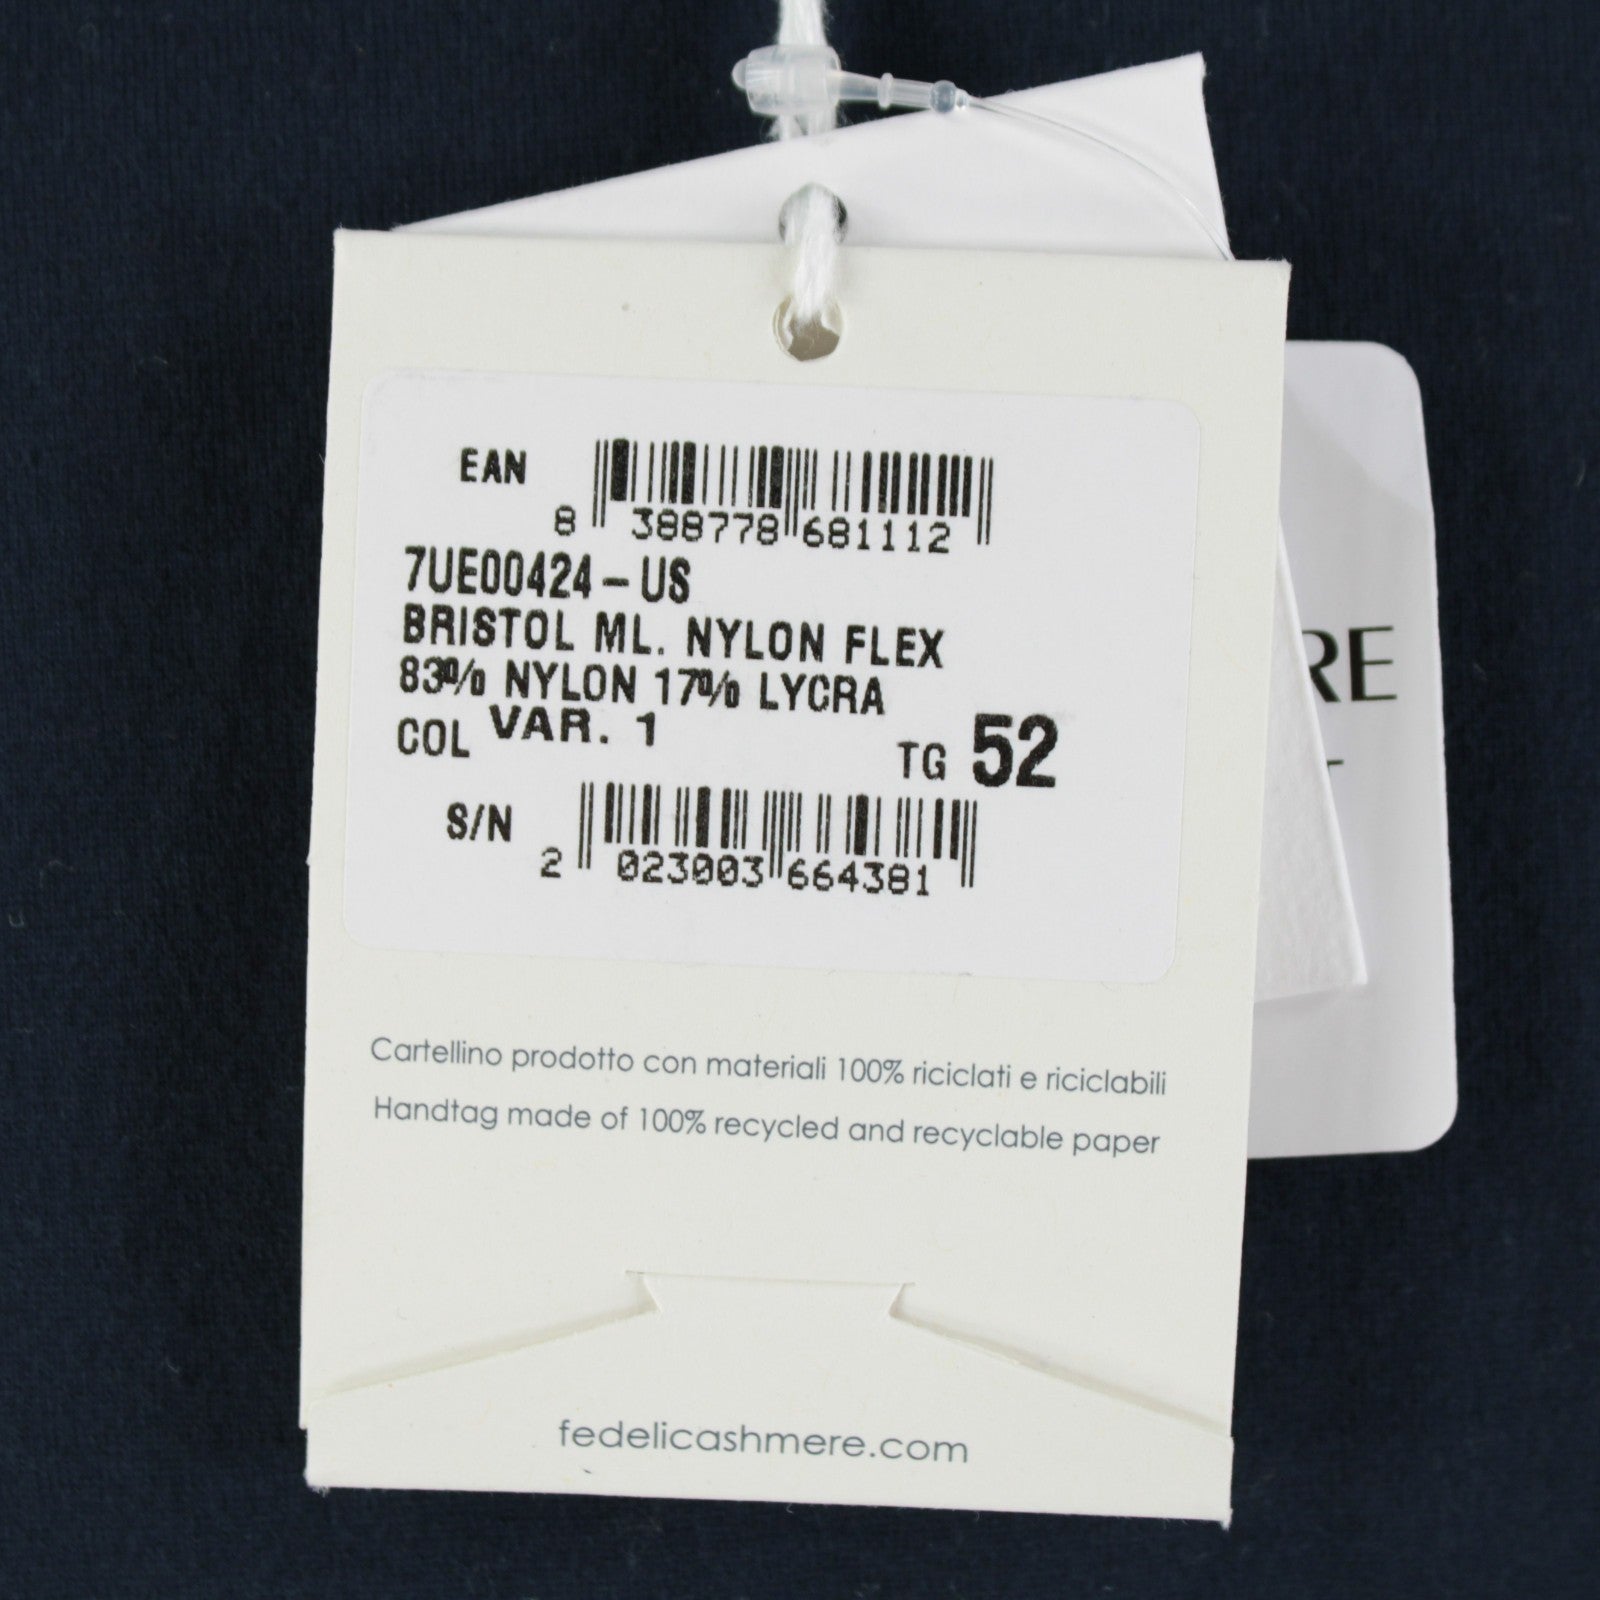 EAN
8 388778 681112
7UE00424-US
BRISTOL ML. NYLON FLEX
83% NYLON 17% LYCRA
COL VAR. 1
TG 52
S/N
2 023003 664381
Cartellino prodotto con materiali 100% riciclati e riciclabili
Handtag made of 100% recycled and recyclable paper
fedelicashmere.com